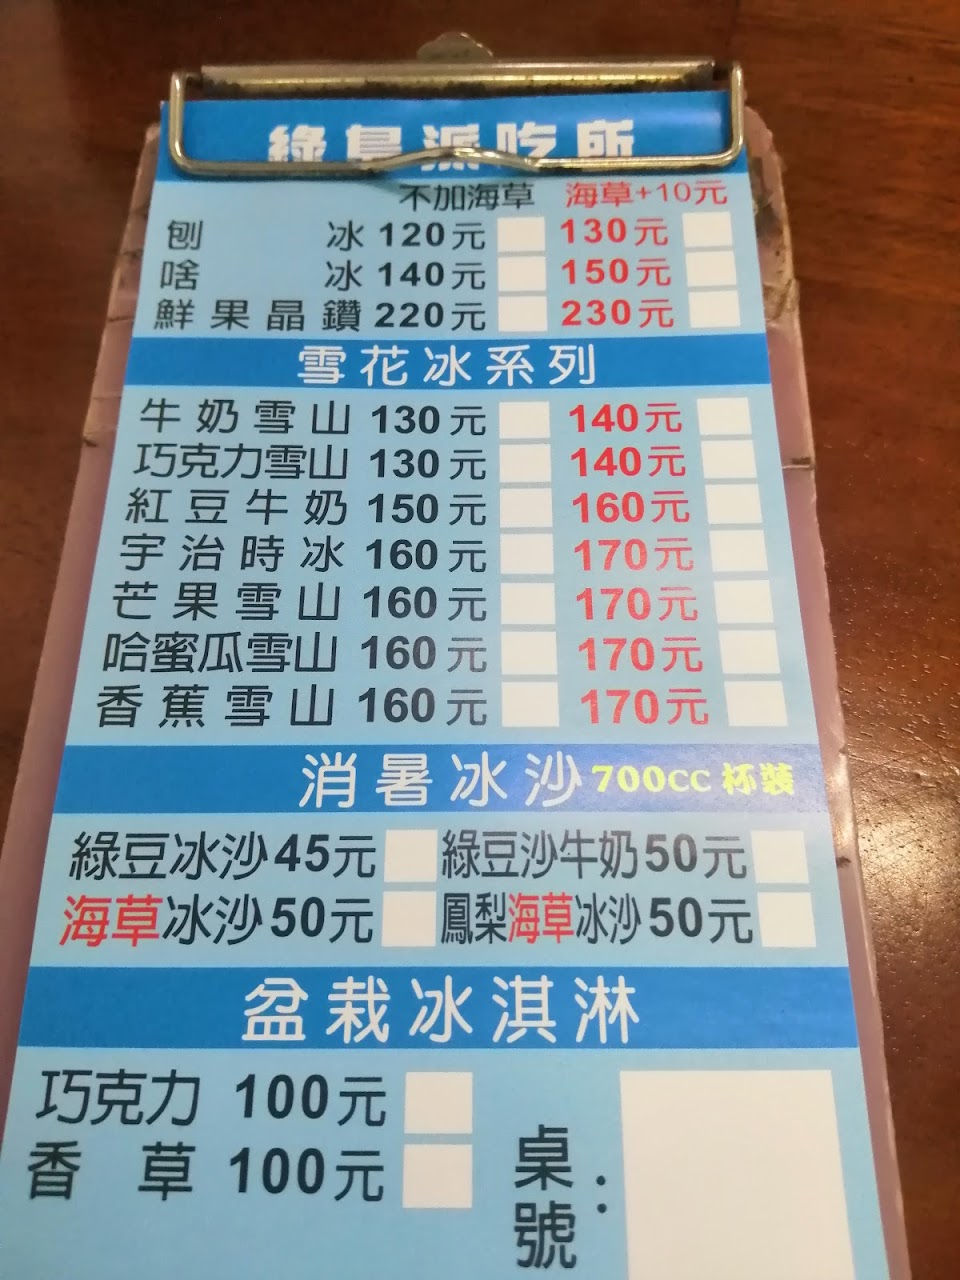 綠島派吃所
不加海草 海草+10元
刨冰 120元 130元
啥冰 140元 150元
鮮果晶鑽 220元 230元
雪花冰系列
牛奶雪山 130元 140元
巧克力雪山 130元 140元
紅豆牛奶 150元 160元
宇治時冰 160元 170元
芒果雪山 160元 170元
哈蜜瓜雪山 160元 170元
香蕉雪山 160元 170元
消暑冰沙 700cc 杯裝
綠豆冰沙 45元 綠豆沙牛奶 50元
海草冰沙 50元 鳳梨海草冰沙 50元
盆栽冰淇淋
巧克力 100元
香草 100元
桌號: